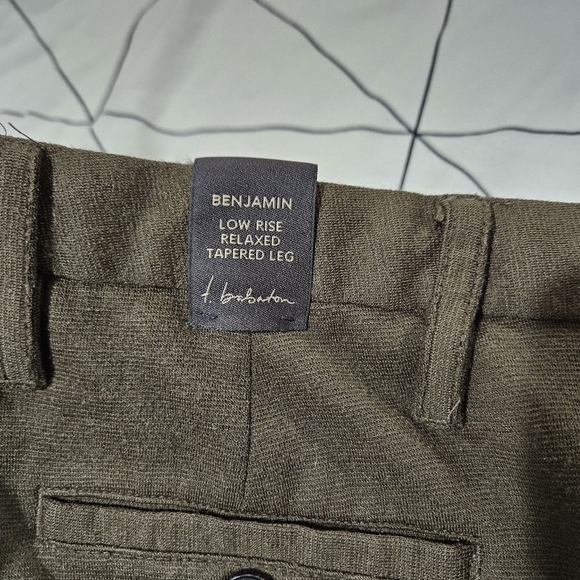 BENJAMIN
LOW RISE
RELAXED
TAPERED LEG
t. babaton